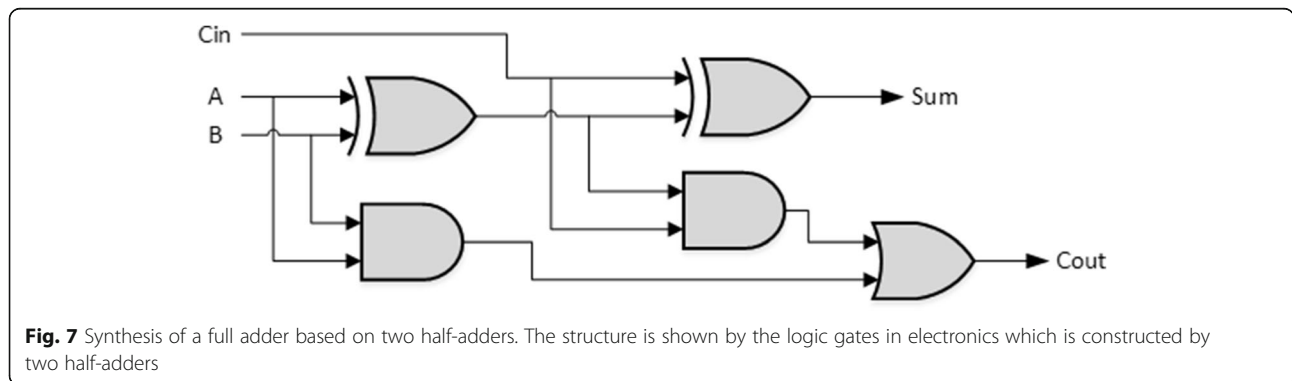 Cin
A
B
Sum
Cout
Fig. 7 Synthesis of a full adder based on two half-adders. The structure is shown by the logic gates in electronics which is constructed by
two half-adders